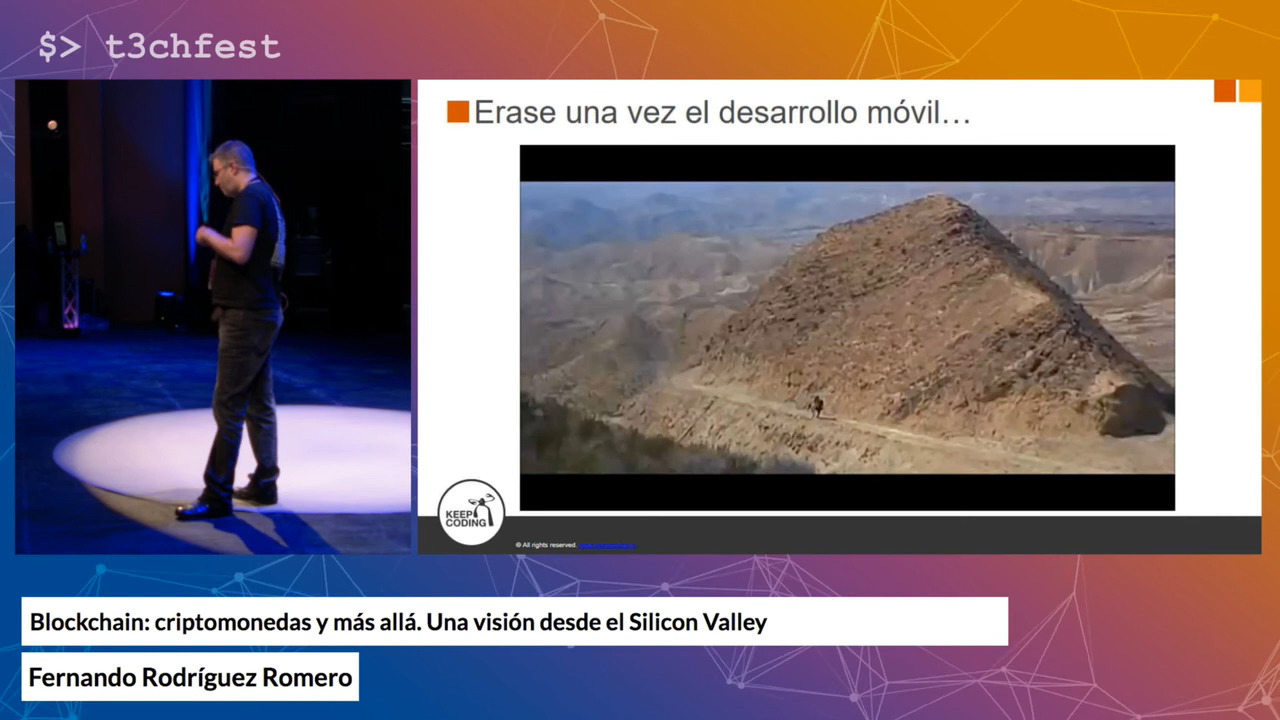 $> t3chfest
Erase una vez el desarrollo móvil...
KEEP
CODING
© All rights reserved.
Blockchain: criptomonedas y más allá. Una visión desde el Silicon Valley
Fernando Rodríguez Romero